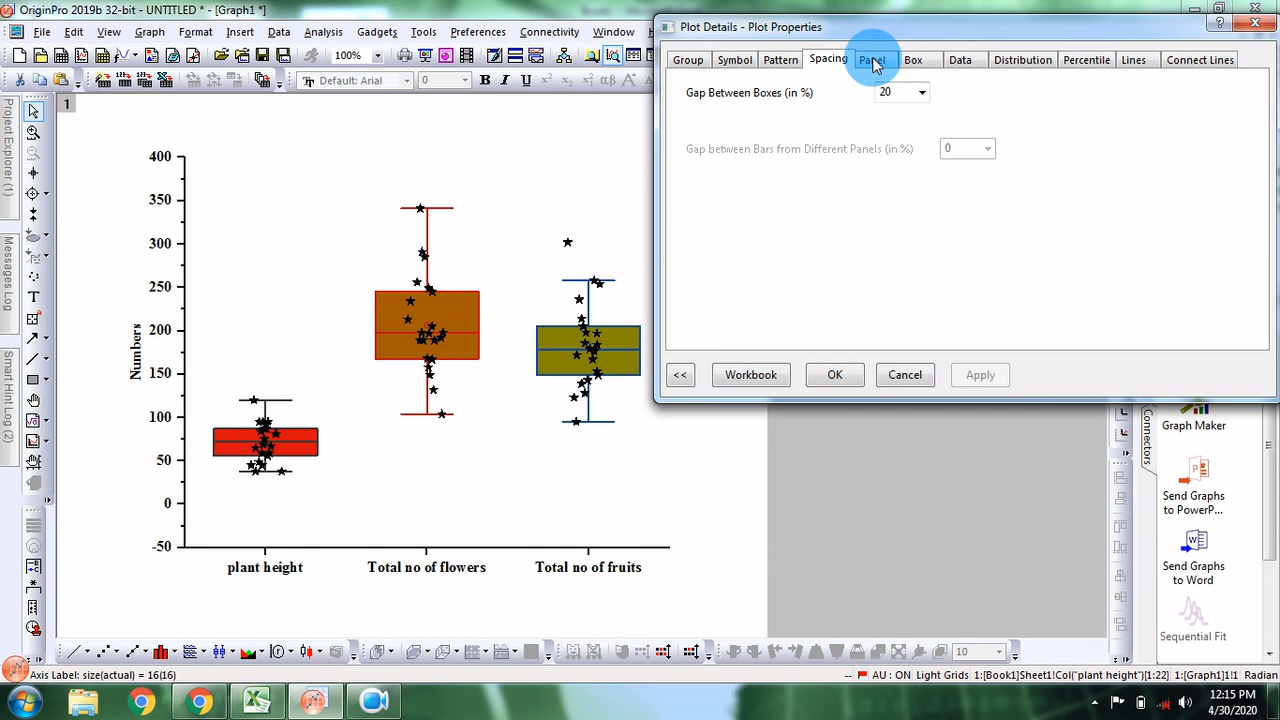 OriginPro 2019b 32-bit - UNTITLED * - [Graph1 *]
File Edit View Graph Format Insert Data Analysis Gadgets Tools Preferences Connectivity Window
100%
Default: Arial 0 B I U
Project Explorer (1)
Messages Log
Smart Hint Log (2)
1
400
350
300
250
200
150
100
50
0
-50
Numbers
plant height Total no of flowers Total no of fruits
Plot Details - Plot Properties
Group Symbol Pattern Spacing Panel Box Data Distribution Percentile Lines Connect Lines
Gap Between Boxes (in %) 20
Gap between Bars from Different Panels (in %) 0
<< Workbook OK Cancel Apply
Connectors
Graph Maker
Send Graphs
to PowerP...
Send Graphs
to Word
Sequential Fit
10
Axis Label: size(actual) = 16(16)
-- AU : ON Light Grids 1:[Book1]Sheet1!Col("plant height")[1:22] 1:[Graph1]1!1 Radian
12:15 PM
4/30/2020